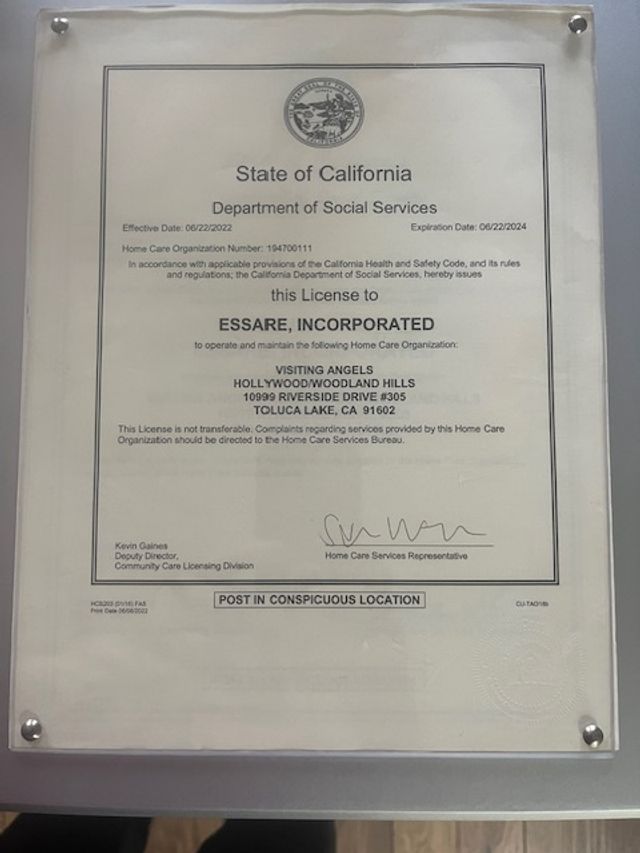 State of California
Department of Social Services
Effective Date: 06/22/2022 Expiration Date: 06/22/2024
Home Care Organization Number: 194700111
In accordance with applicable provisions of the California Health and Safety Code, and its rules
and regulations; the California Department of Social Services, hereby issues
this License to
ESSARE, INCORPORATED
to operate and maintain the following Home Care Organization:
VISITING ANGELS
HOLLYWOOD/WOODLAND HILLS
10999 RIVERSIDE DRIVE #305
TOLUCA LAKE, CA 91602
This License is not transferable. Complaints regarding services provided by this Home Care
Organization should be directed to the Home Care Services Bureau.
Kevin Gaines
Deputy Director,
Community Care Licensing Division
Home Care Services Representative
POST IN CONSPICUOUS LOCATION
Print Date 06/06/2022